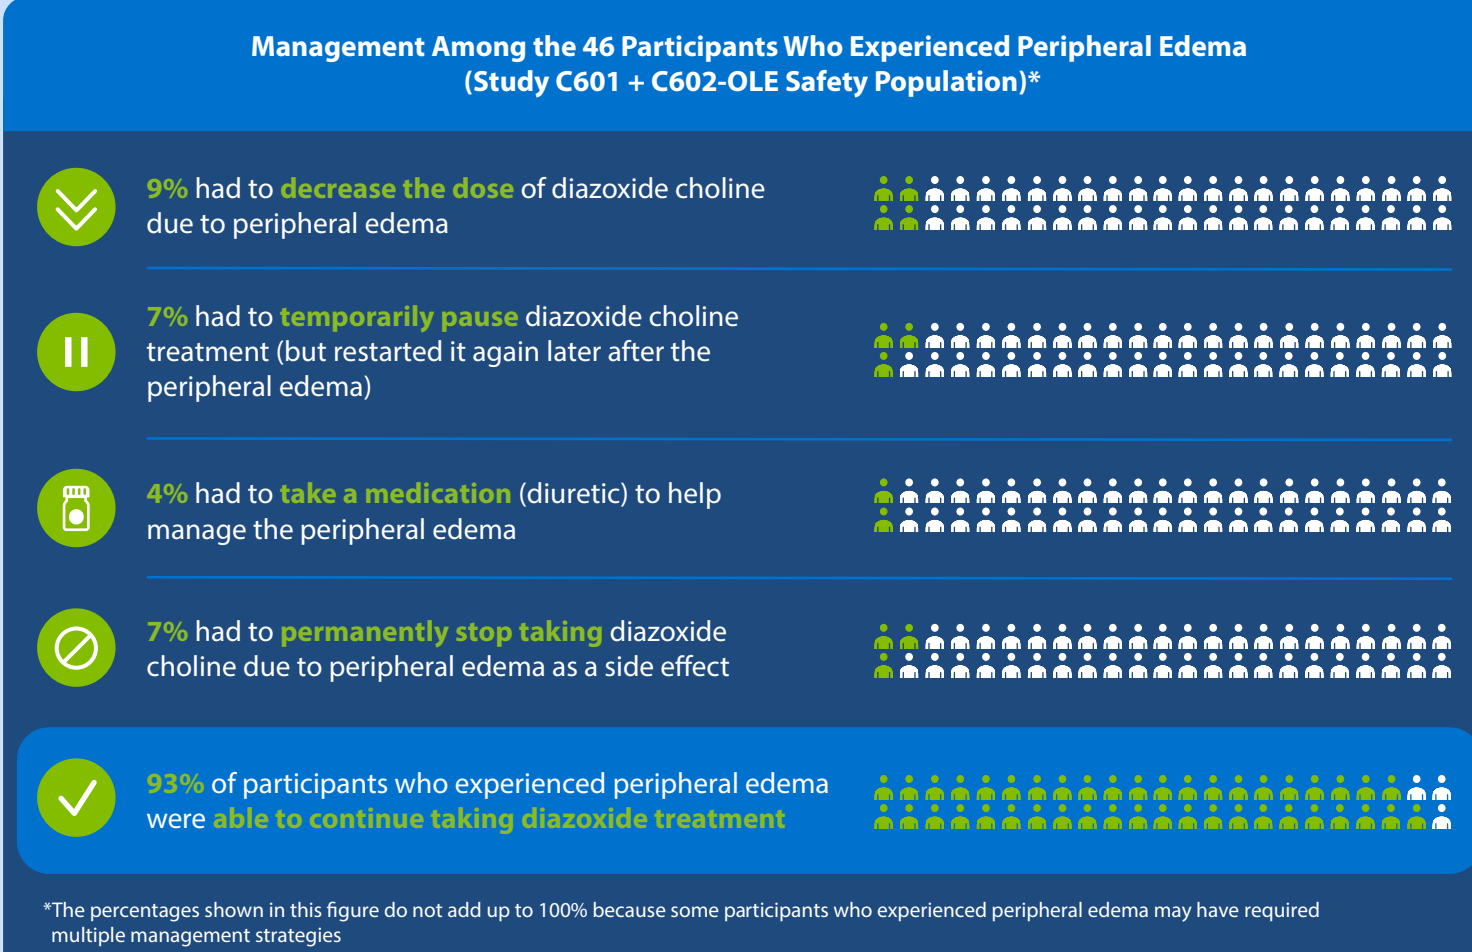 Management Among the 46 Participants Who Experienced Peripheral Edema
(Study C601 + C602-OLE Safety Population)*
9% had to decrease the dose of diazoxide choline
due to peripheral edema
7% had to temporarily pause diazoxide choline
treatment (but restarted it again later after the
peripheral edema)
4% had to take a medication (diuretic) to help
manage the peripheral edema
7% had to permanently stop taking diazoxide
choline due to peripheral edema as a side effect
93% of participants who experienced peripheral edema
were able to continue taking diazoxide treatment
*The percentages shown in this figure do not add up to 100% because some participants who experienced peripheral edema may have required
multiple management strategies